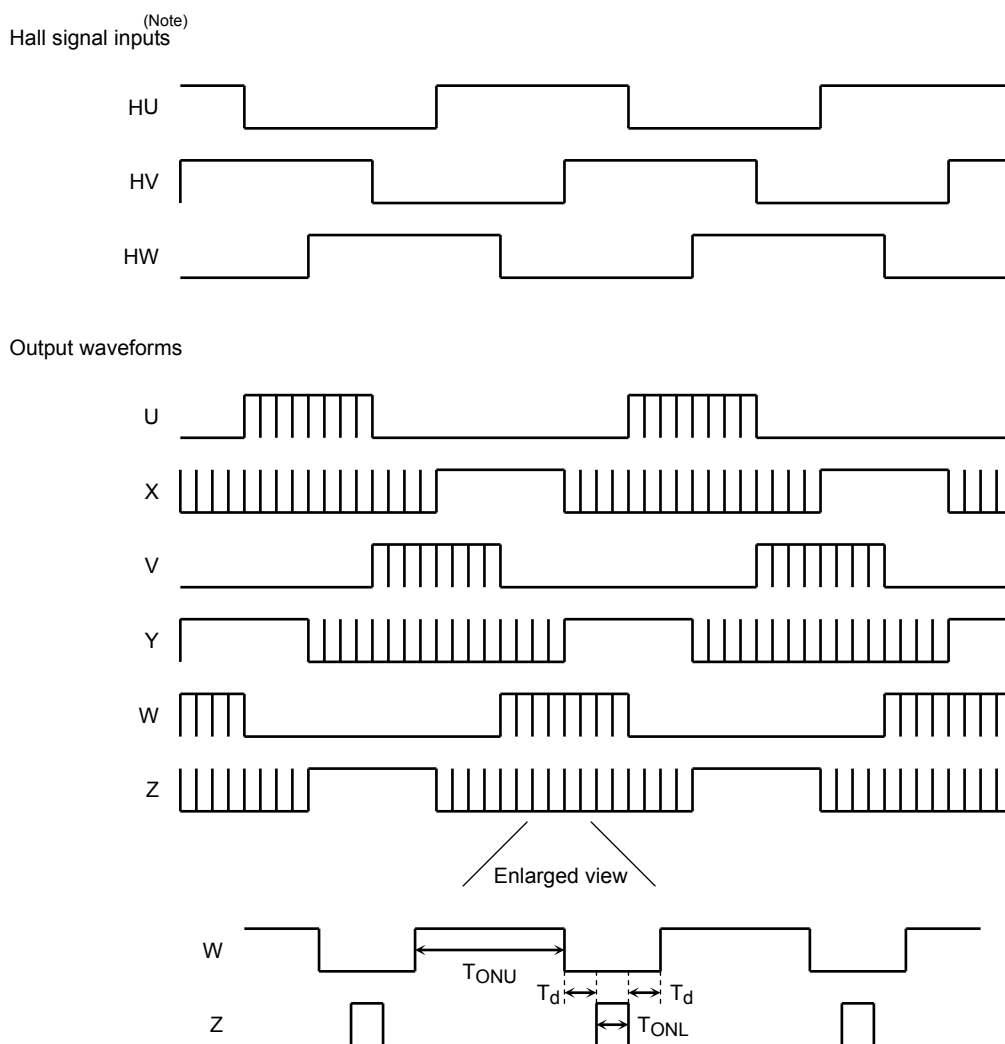 (Note)
Hall signal inputs
HU
HV
HW
Output waveforms
U
X
V
Y
W
Z
Enlarged view
W
TONU
Td
Td
Z
TONL